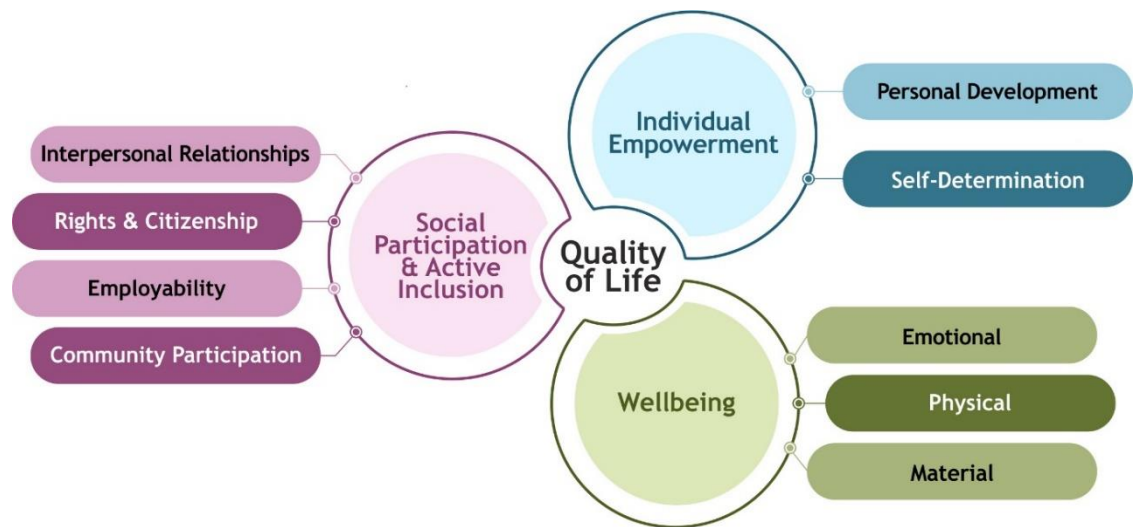 Interpersonal Relationships
Rights & Citizenship
Employability
Community Participation
Social
Participation
& Active
Inclusion
Quality
of Life
Individual
Empowerment
Personal Development
Self-Determination
Wellbeing
Emotional
Physical
Material